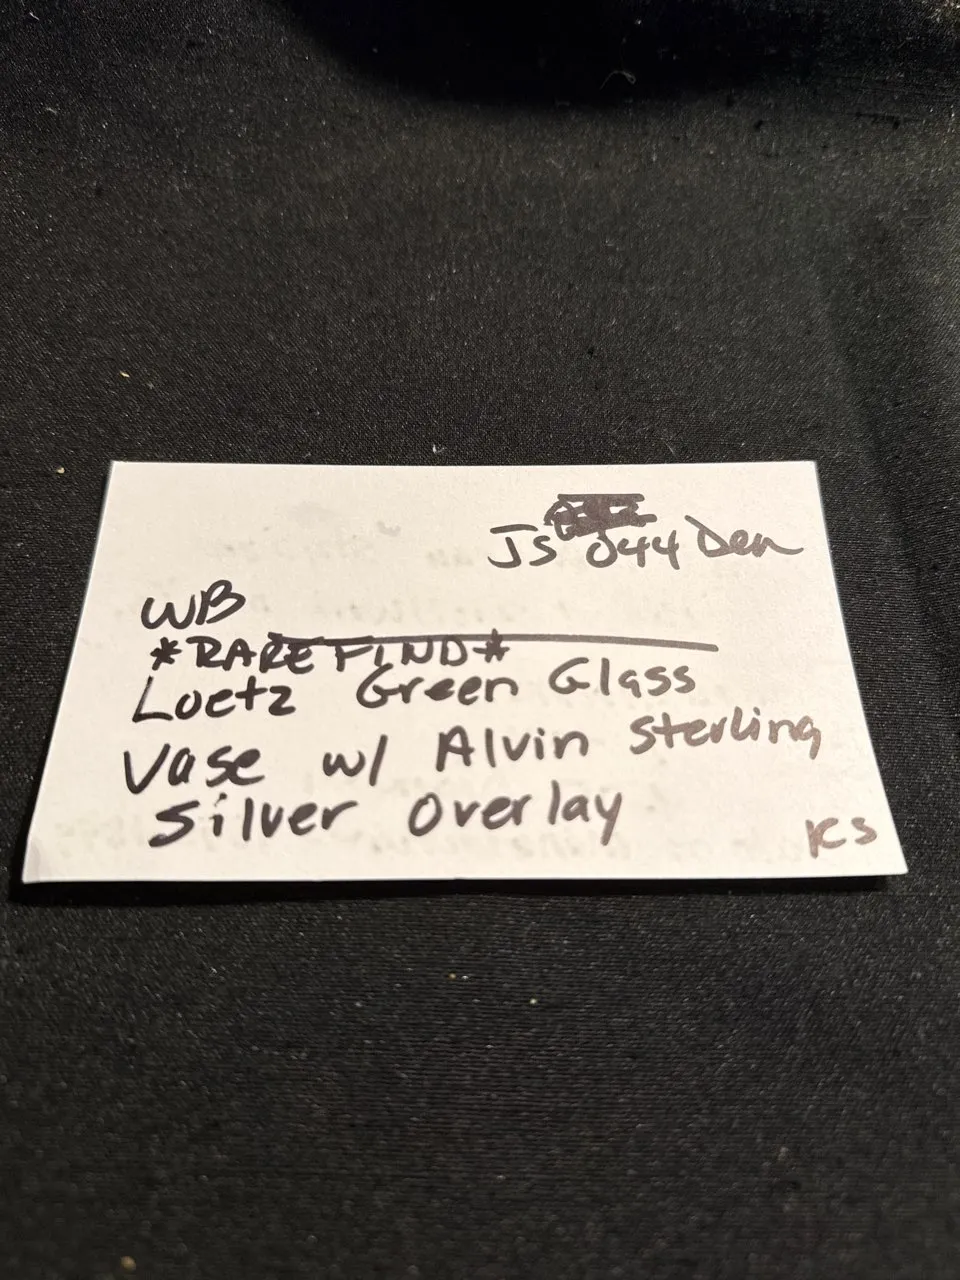 JS 044 Den
WB
*RARE FIND*
Loetz Green Glass
Vase w/ Alvin Sterling
Silver Overlay
KS